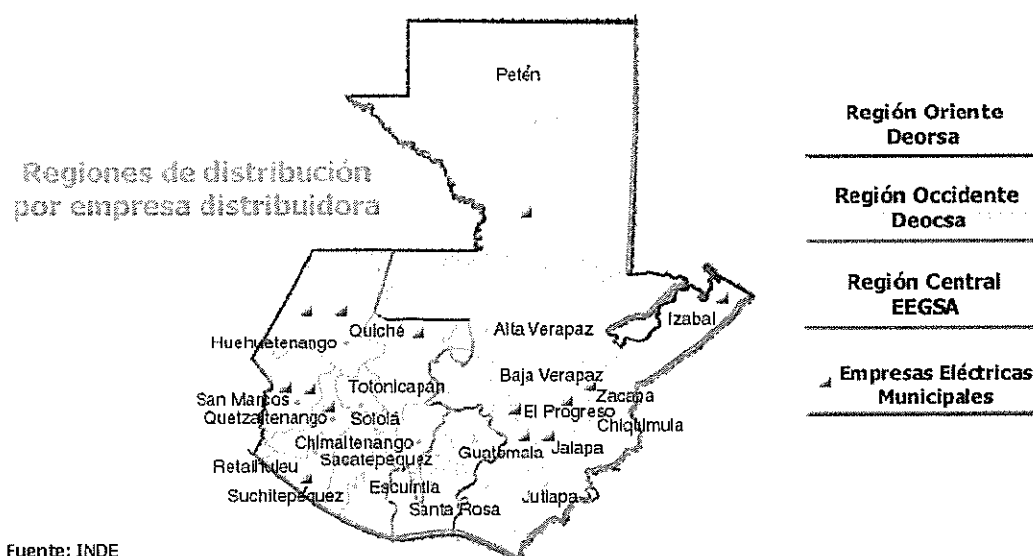 Petén
Región Oriente
Deorsa
Regiones de distribución
por empresa distribuidora
Región Occidente
Deocsa
Región Central
EEGSA
Izabal
Quiché
Alta Verapaz
Huehuetenango
Empresas Eléctricas
Municipales
Baja Verapaz
Totonicapán
Zacapa
San Marcos
El Progreso
Quetzaltenango
Sololá
Chiquimula
Chimaltenango
Guatemala
Jalapa
Sacatepéquez
Retalhuleu
Escuintla
Suchitepéquez
Jutiapa
Santa Rosa
Fuente: INDE